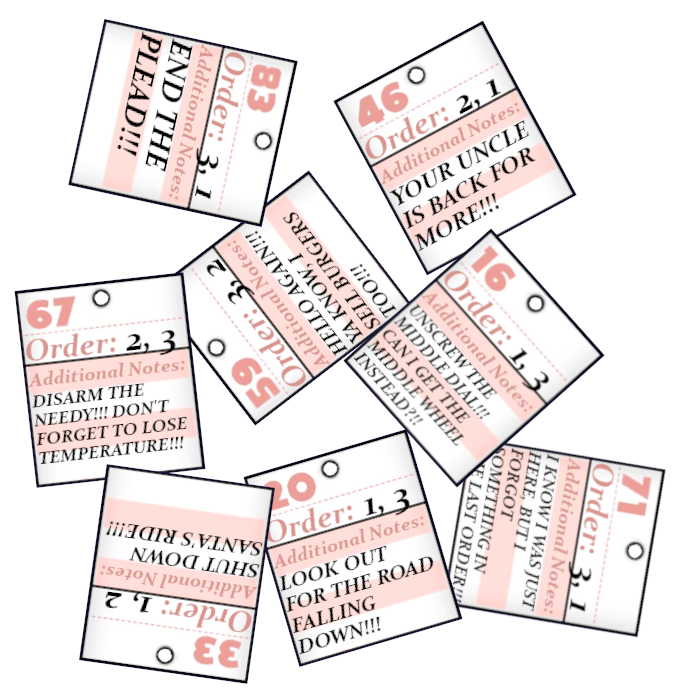 83
Order: 3, 1
Additional Notes:
END THE
PLEAD!!!
46
Order: 2, 1
Additional Notes:
YOUR UNCLE
IS BACK FOR
MORE!!!
59
Order: 3, 2
Additional Notes:
HELLO AGAIN!!!
YA KNOW, I
SELL BURGERS
TOO!!!
16
Order: 1, 3
Additional Notes:
UNSCREW THE
MIDDLE DIAL!!!
CAN I GET THE
MIDDLE WHEEL
INSTEAD?!!
67
Order: 2, 3
Additional Notes:
DISARM THE
NEEDY!!! DON'T
FORGET TO LOSE
TEMPERATURE!!!
33
Order: 1, 2
Additional Notes:
SHUT DOWN
SANTA'S RIDE!!!
20
Order: 1, 3
Additional Notes:
LOOK OUT
FOR THE ROAD
FALLING
DOWN!!!
71
Order: 3, 1
Additional Notes:
I KNOW I WAS JUST
HERE, BUT I
FORGOT
SOMETHING IN
LAST ORDER!!!